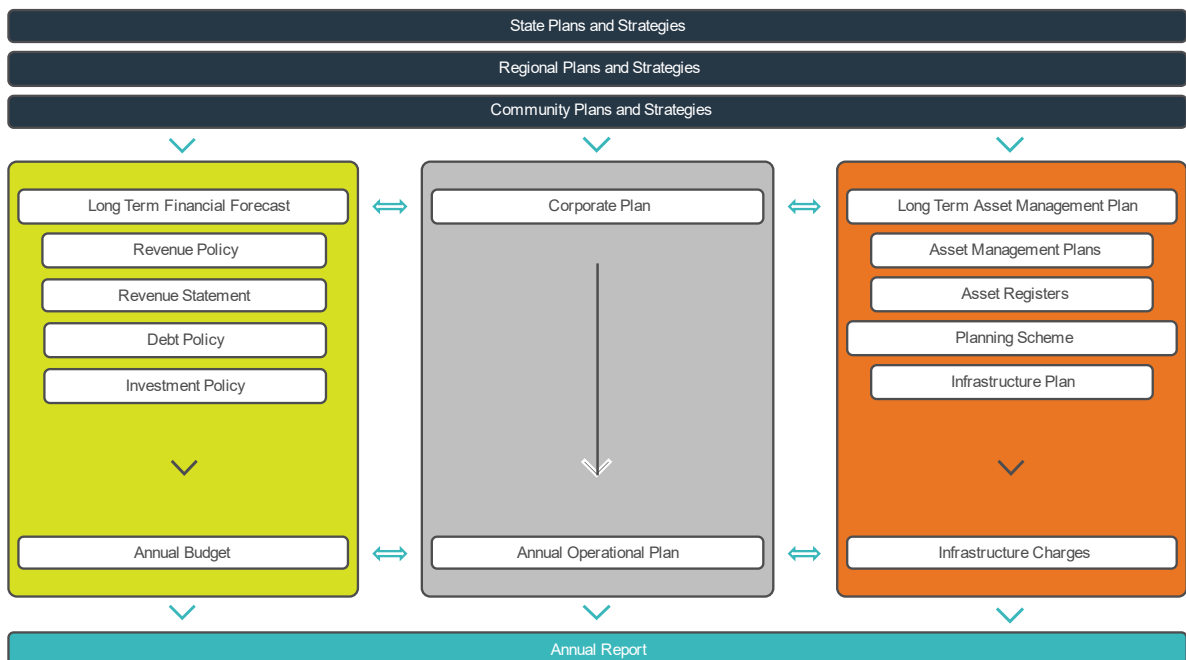 State Plans and Strategies
Regional Plans and Strategies
Community Plans and Strategies
Long Term Financial Forecast
Revenue Policy
Revenue Statement
Debt Policy
Investment Policy
Annual Budget
Corporate Plan
Annual Operational Plan
Long Term Asset Management Plan
Asset Management Plans
Asset Registers
Planning Scheme
Infrastructure Plan
Infrastructure Charges
Annual Report